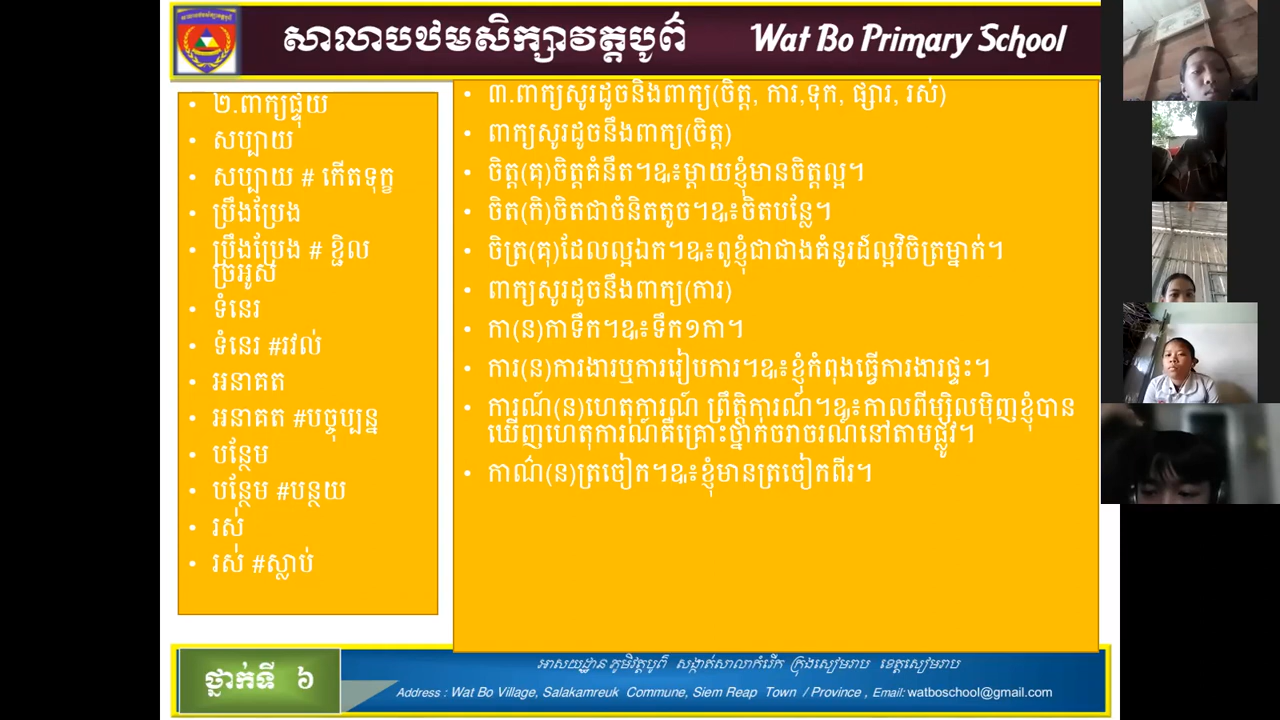 សាលាបឋមសិក្សាវត្តបូព៌ Wat Bo Primary School
២.ពាក្យផ្ទុយ
សប្បាយ
សប្បាយ # កើតទុក្ខ
ប្រឹងប្រែង
ប្រឹងប្រែង # ខ្ជិល
ច្រអូស
ទំនេរ
ទំនេរ #រវល់
អនាគត
អនាគត #បច្ចុប្បន្ន
បន្ថែម
បន្ថែម #បន្ថយ
រស់
រស់ #ស្លាប់
៣.ពាក្យសូរដូចនិងពាក្យ(ចិត្ត, ការ,ទុក, ផ្សារ, រស់)
ពាក្យសូរដូចនឹងពាក្យ(ចិត្ត)
ចិត្ត(គុ)ចិត្តគំនឹត។ឩ៖ម្តាយខ្ញុំមានចិត្តល្អ។
ចិត(កិ)ចិតជាចំនិតតូច។ឩ៖ចិតបន្លែ។
ចិត្រ(គុ)ដែលល្អឯក។ឩ៖ពូខ្ញុំជាជាងគំនូរដ៍ល្អវិចិត្រម្នាក់។
ពាក្យសូរដូចនឹងពាក្យ(ការ)
កា(ន)កាទឹក។ឩ៖ទឹក១កា។
ការ(ន)ការងារឬការរៀបការ។ឩ៖ខ្ញុំកំពុងធ្វើការងារផ្ទះ។
ការណ៍(ន)ហេតុការណ៍ ព្រឹត្តិការណ៍។ឩ៖កាលពីម្សិលម៉ិញខ្ញុំបាន
ឃើញហេតុការណ៍គឺគ្រោះថ្នាក់ចរាចរណ៍នៅតាមផ្លូវ។
កាណ៌(ន)ត្រចៀក។ឩ៖ខ្ញុំមានត្រចៀកពីរ។
ថ្នាក់ទី ៦
អាសយដ្ឋាន ភូមិវត្តបូព៌ សង្កាត់សាលាកំរើក ក្រុងសៀមរាប ខេត្តសៀមរាប
Address : Wat Bo Village, Salakamreuk Commune, Siem Reap Town / Province , Email: watboschool@gmail.com